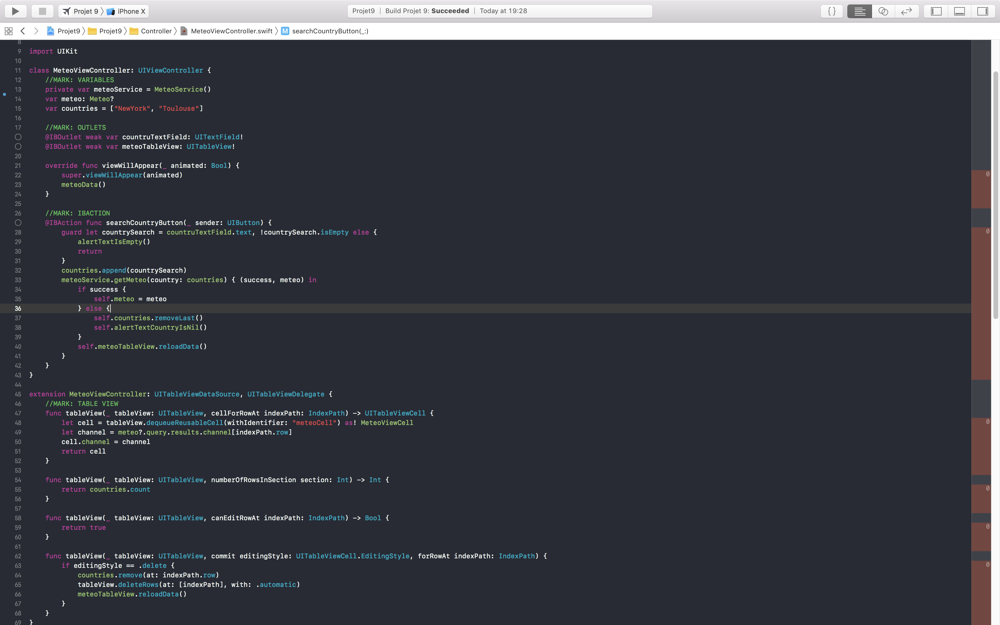 Projet 9 iPhone X Projet9 Build Projet 9: Succeeded Today at 19:28 { }
Projet9 Projet9 Controller MeteoViewController.swift M searchCountryButton(_:)
8
9 import UIKit
10
11 class MeteoViewController: UIViewController {
12     //MARK: VARIABLES
13     private var meteoService = MeteoService()
14     var meteo: Meteo?
15     var countries = ["NewYork", "Toulouse"]
16
17     //MARK: OUTLETS
    @IBOutlet weak var countruTextField: UITextField!
    @IBOutlet weak var meteoTableView: UITableView!
20
21     override func viewWillAppear(_ animated: Bool) {
22         super.viewWillAppear(animated)
0
23         meteoData()
24     }
25
26     //MARK: IBACTION
    @IBAction func searchCountryButton(_ sender: UIButton) {
28         guard let countrySearch = countruTextField.text, !countrySearch.isEmpty else {
0
29             alertTextIsEmpty()
30             return
31         }
32         countries.append(countrySearch)
33         meteoService.getMeteo(country: countries) { (success, meteo) in
34             if success {
35                 self.meteo = meteo
36             } else {
37                 self.countries.removeLast()
38                 self.alertTextCountryIsNil()
39             }
40             self.meteoTableView.reloadData()
41         }
42     }
43 }
44
45 extension MeteoViewController: UITableViewDataSource, UITableViewDelegate {
46     //MARK: TABLE VIEW
47     func tableView(_ tableView: UITableView, cellForRowAt indexPath: IndexPath) -> UITableViewCell {
48         let cell = tableView.dequeueReusableCell(withIdentifier: "meteoCell") as! MeteoViewCell
0
49         let channel = meteo?.query.results.channel[indexPath.row]
50         cell.channel = channel
51         return cell
52     }
53
54     func tableView(_ tableView: UITableView, numberOfRowsInSection section: Int) -> Int {
55         return countries.count
0
56     }
57
58     func tableView(_ tableView: UITableView, canEditRowAt indexPath: IndexPath) -> Bool {
59         return true
0
60     }
61
62     func tableView(_ tableView: UITableView, commit editingStyle: UITableViewCell.EditingStyle, forRowAt indexPath: IndexPath) {
63         if editingStyle == .delete {
0
64             countries.remove(at: indexPath.row)
65             tableView.deleteRows(at: [indexPath], with: .automatic)
66             meteoTableView.reloadData()
67         }
68     }
69 }